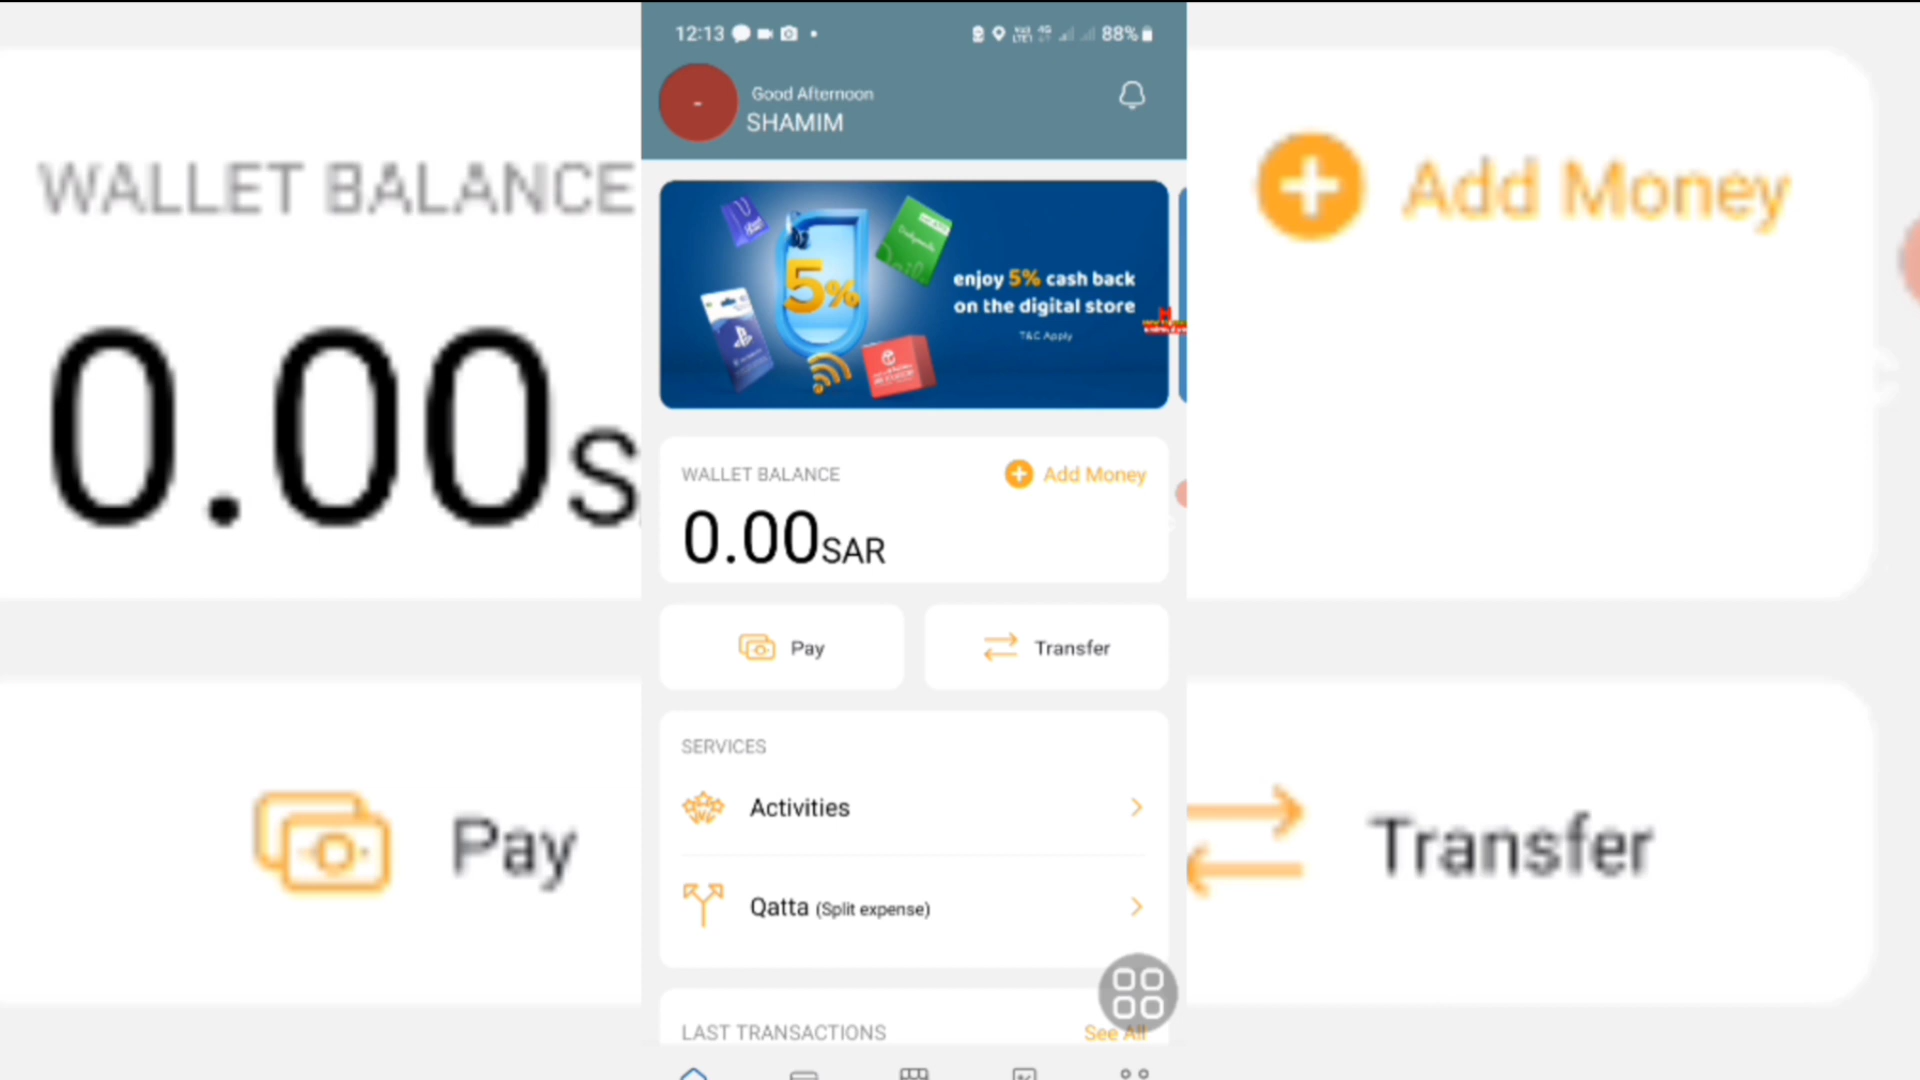 12:13
4G
88%
-
Good Afternoon
SHAMIM
5%
enjoy 5% cash back
on the digital store
T&C Apply
WALLET BALANCE
Add Money
0.00SAR
Pay
Transfer
SERVICES
Activities
Qatta (Split expense)
LAST TRANSACTIONS
See All
WALLET BALANCE
Add Money
0.00S
Pay
Transfer